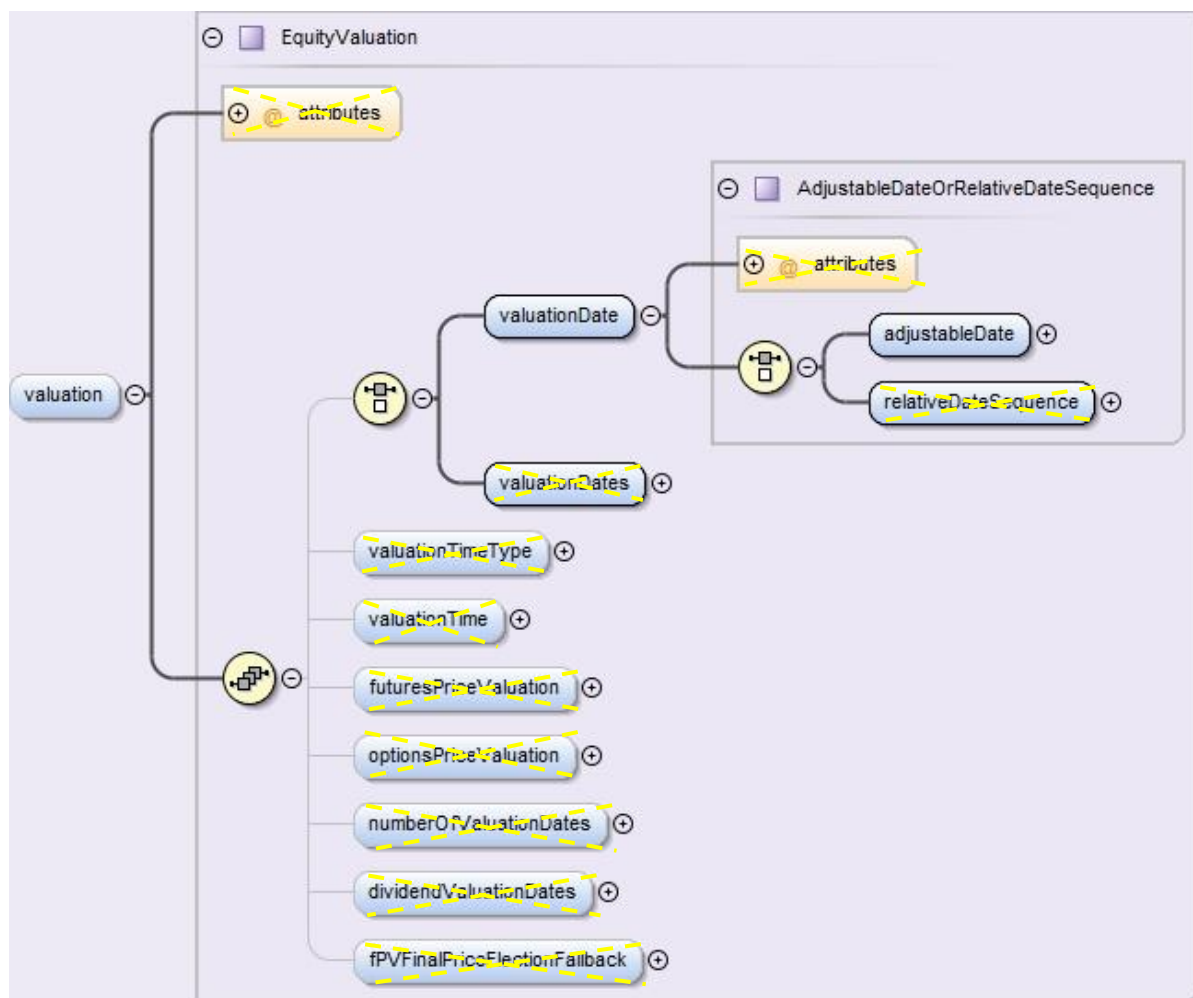 EquityValuation
@ attributes
AdjustableDateOrRelativeDateSequence
@ attributes
valuationDate
adjustableDate
valuation
relativeDateSequence
valuationDates
valuationTimeType
valuationTime
futuresPriceValuation
optionsPriceValuation
numberOfValuationDates
dividendValuationDates
fPVFinalPriceElectionFallback